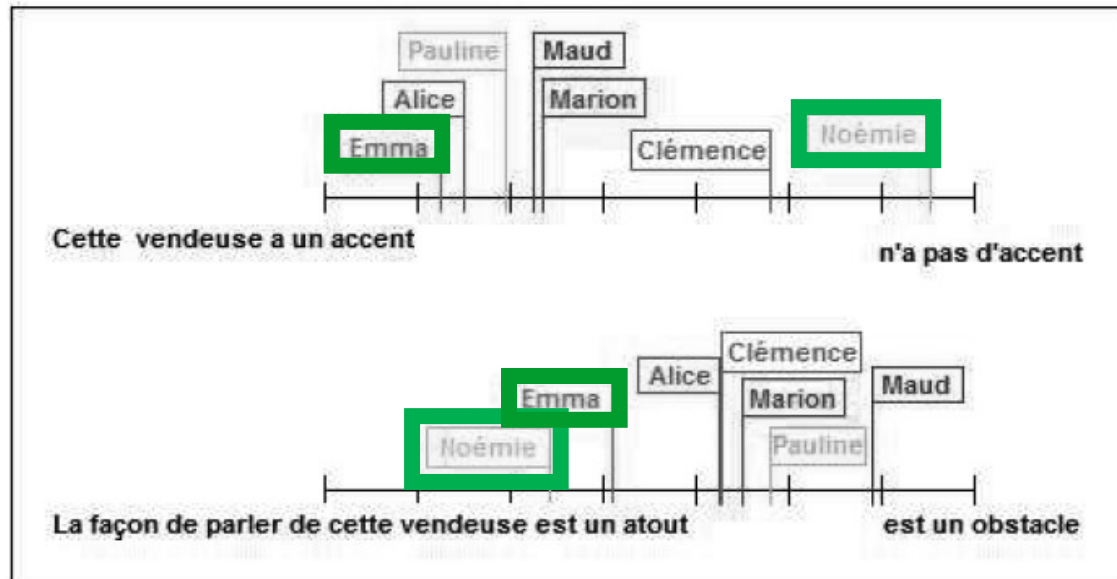 Pauline Maud
Alice Marion
Emma Clémence Noémie
Cette vendeuse a un accent n'a pas d'accent
Clémence
Alice Maud
Emma Marion
Noémie Pauline
La façon de parler de cette vendeuse est un atout est un obstacle